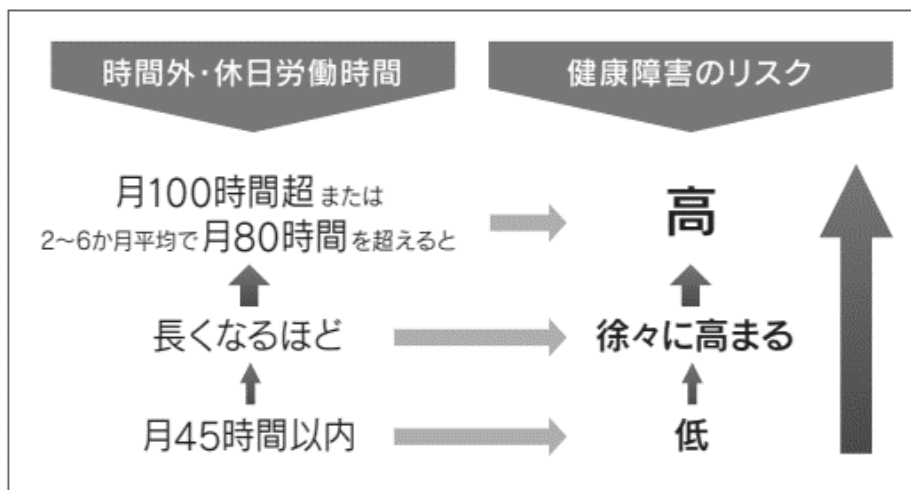 時間外・休日労働時間
健康障害のリスク
月100時間超 または
2〜6か月平均で 月80時間 を超えると
高
長くなるほど
徐々に高まる
月45時間以内
低